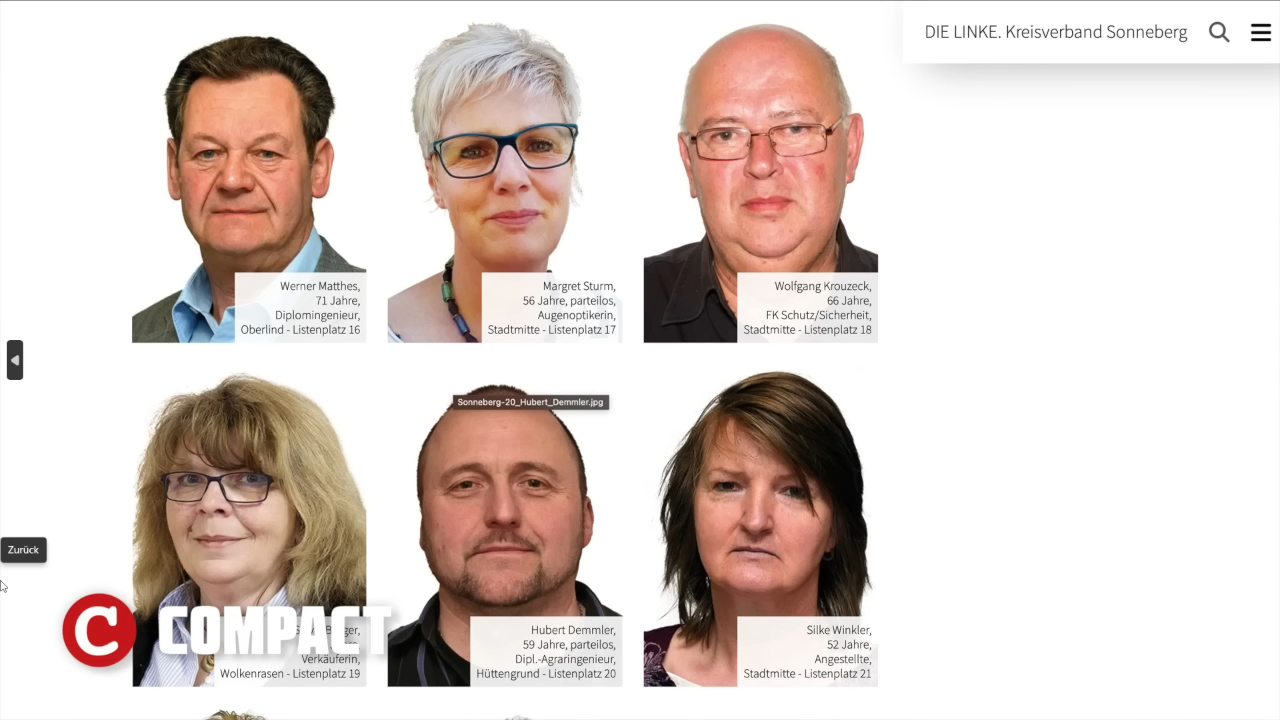 DIE LINKE. Kreisverband Sonneberg
Werner Matthes,
71 Jahre,
Diplomingenieur,
Oberlind - Listenplatz 16
Margret Sturm,
56 Jahre, parteilos,
Augenoptikerin,
Stadtmitte - Listenplatz 17
Wolfgang Krouzeck,
66 Jahre,
FK Schutz/Sicherheit,
Stadtmitte - Listenplatz 18
Sonneberg-20_Hubert_Demmler.jpg
Zurück
C COMPACT
Verkäuferin,
Wolkenrasen - Listenplatz 19
Hubert Demmler,
59 Jahre, parteilos,
Dipl.-Agraringenieur,
Hüttengrund - Listenplatz 20
Silke Winkler,
52 Jahre,
Angestellte,
Stadtmitte - Listenplatz 21